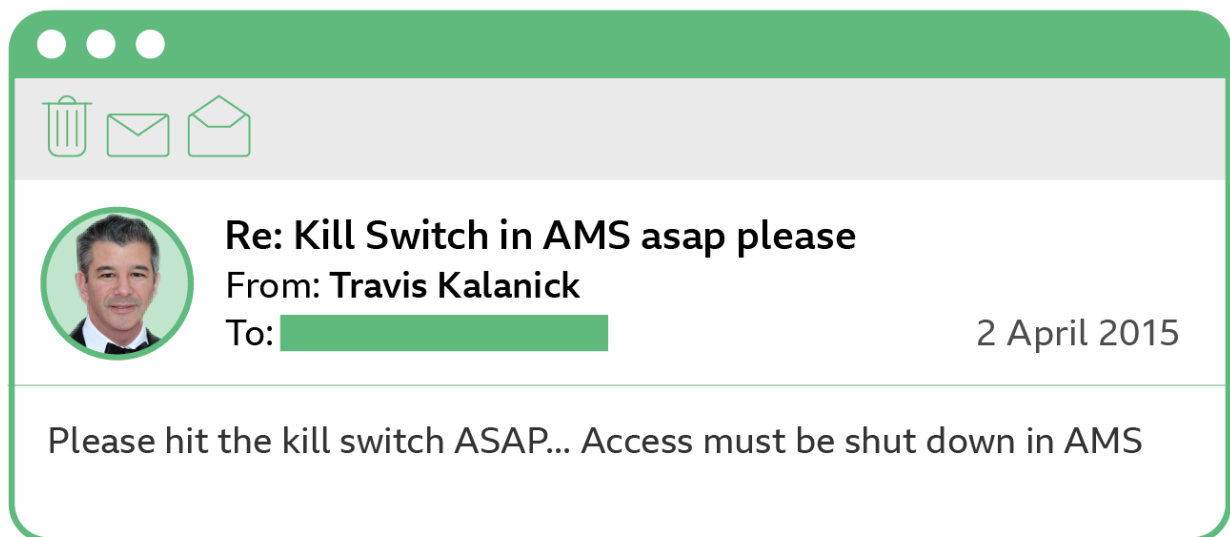 Re: Kill Switch in AMS asap please
From: Travis Kalanick
To:
2 April 2015
Please hit the kill switch ASAP... Access must be shut down in AMS